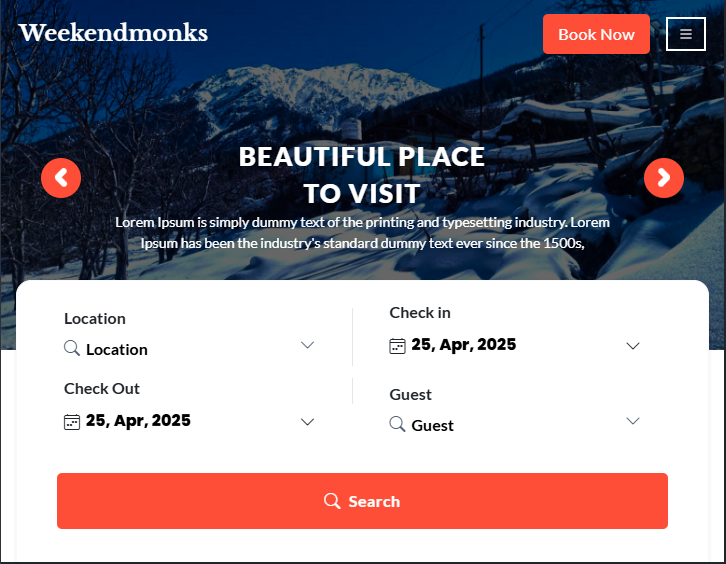 Weekendmonks
Book Now
BEAUTIFUL PLACE
TO VISIT
Lorem Ipsum is simply dummy text of the printing and typesetting industry. Lorem
Ipsum has been the industry's standard dummy text ever since the 1500s,
Location
Location
Check in
25, Apr, 2025
Check Out
25, Apr, 2025
Guest
Guest
Search